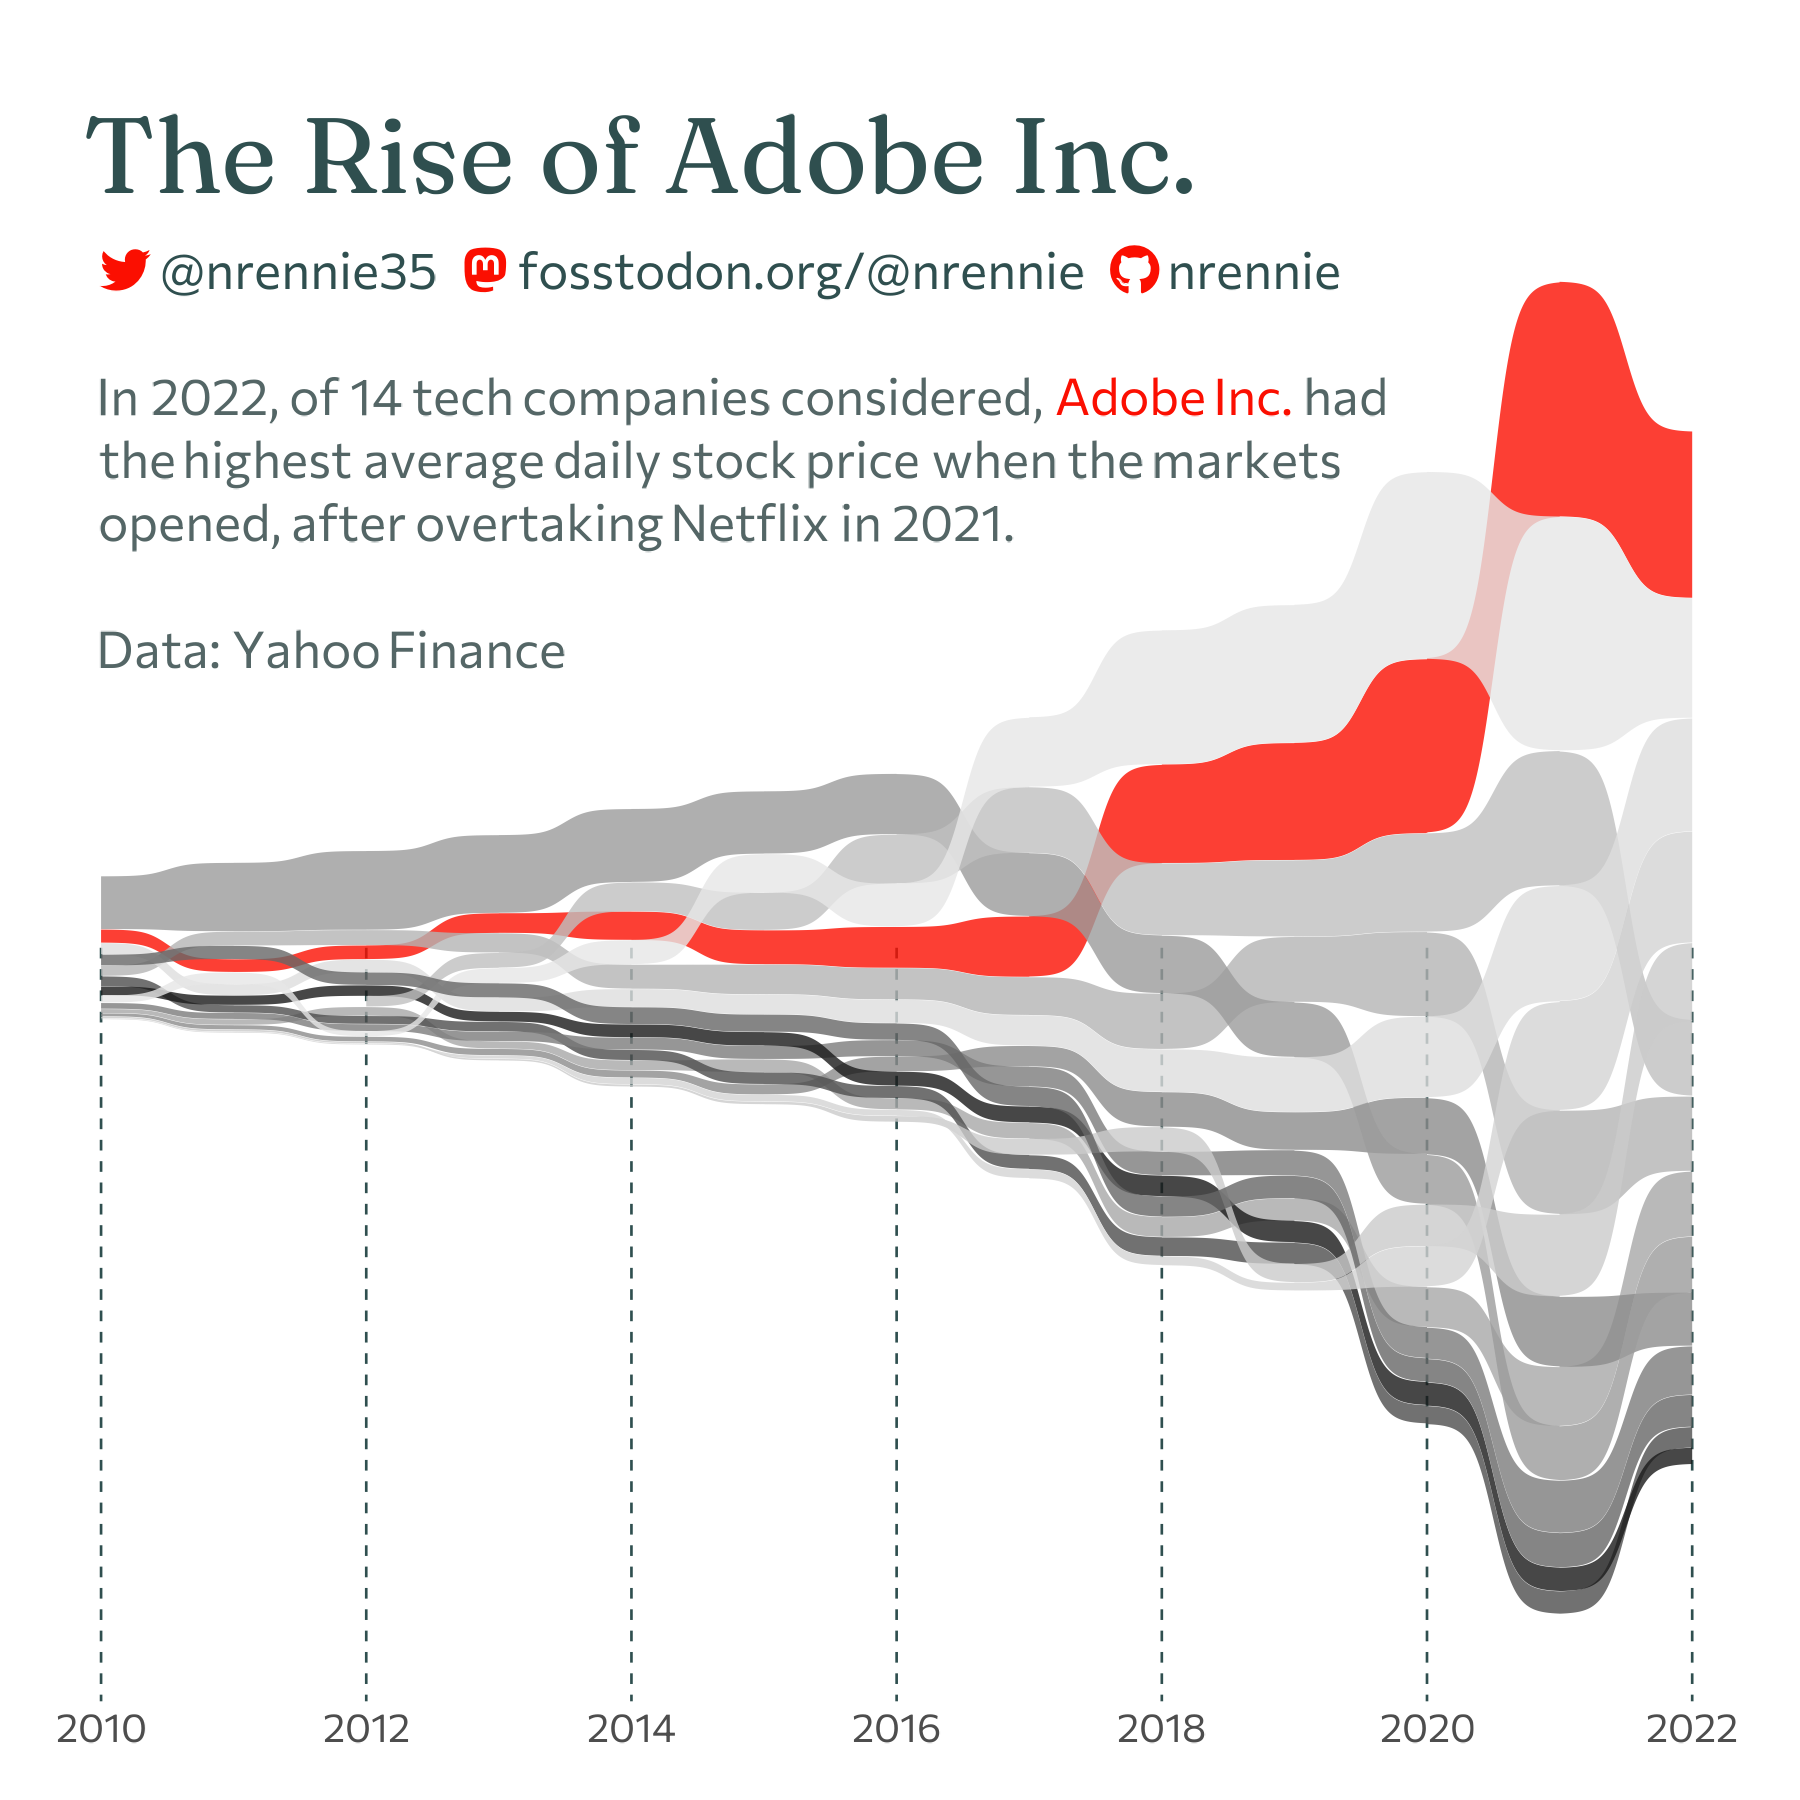 The Rise of Adobe Inc.
@nrennie35 fosstodon.org/@nrennie nrennie
In 2022, of 14 tech companies considered, Adobe Inc. had
the highest average daily stock price when the markets
opened, after overtaking Netflix in 2021.
Data: Yahoo Finance
2010 2012 2014 2016 2018 2020 2022